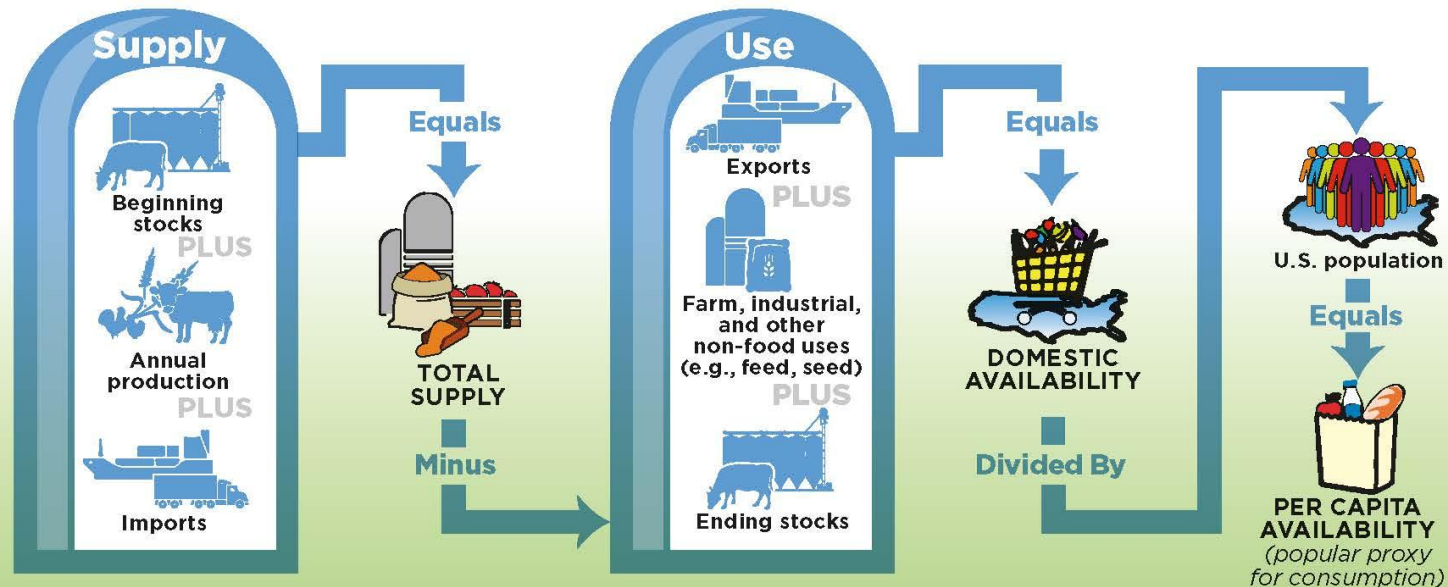 Supply
Beginning
stocks
PLUS
Annual
production
PLUS
Imports
Equals
TOTAL
SUPPLY
Minus
Use
Exports
PLUS
Farm, industrial,
and other
non-food uses
(e.g., feed, seed)
PLUS
Ending stocks
Equals
DOMESTIC
AVAILABILITY
Divided By
U.S. population
Equals
PER CAPITA
AVAILABILITY
(popular proxy
for consumption)